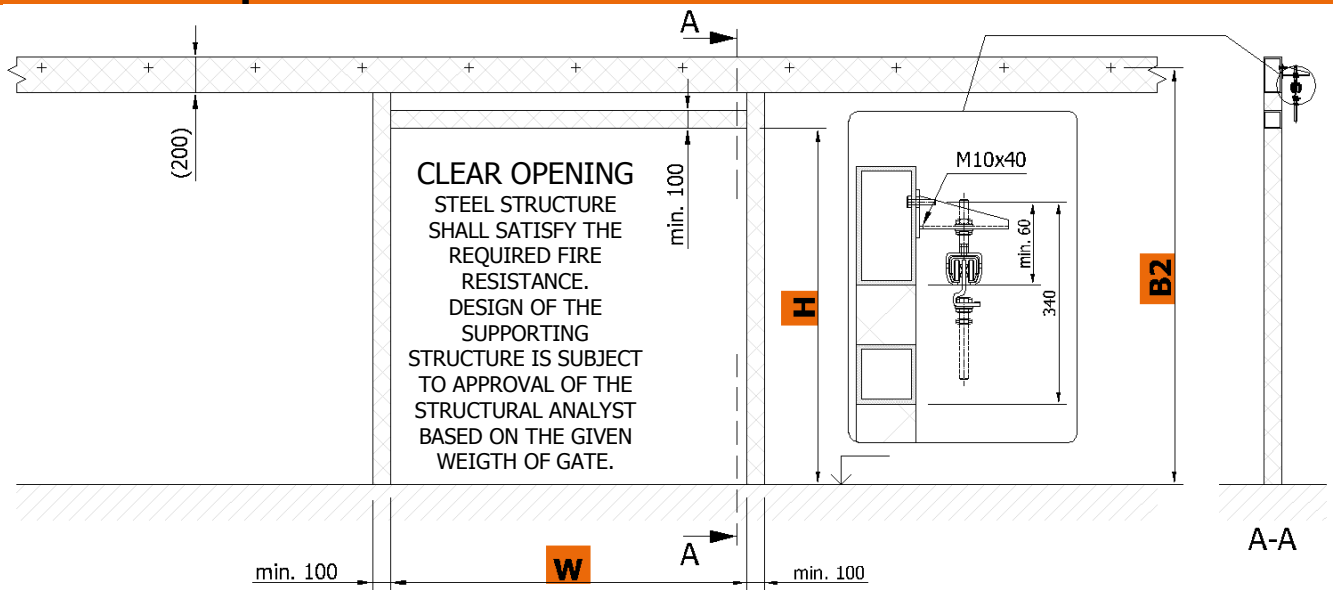 A
(200)
CLEAR OPENING
STEEL STRUCTURE
SHALL SATISFY THE
REQUIRED FIRE
RESISTANCE.
DESIGN OF THE
SUPPORTING
STRUCTURE IS SUBJECT
TO APPROVAL OF THE
STRUCTURAL ANALYST
BASED ON THE GIVEN
WEIGTH OF GATE.
min. 100
H
M10x40
min. 60
340
B2
A
A-A
min. 100
W
min. 100